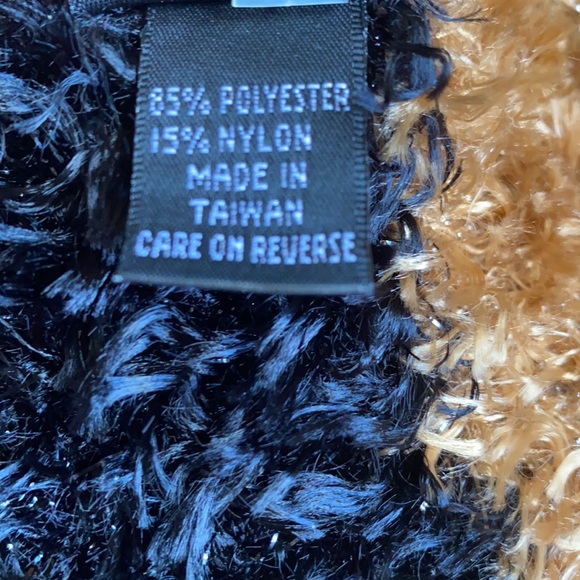 85% POLYESTER
15% NYLON
MADE IN
TAIWAN
CARE ON REVERSE